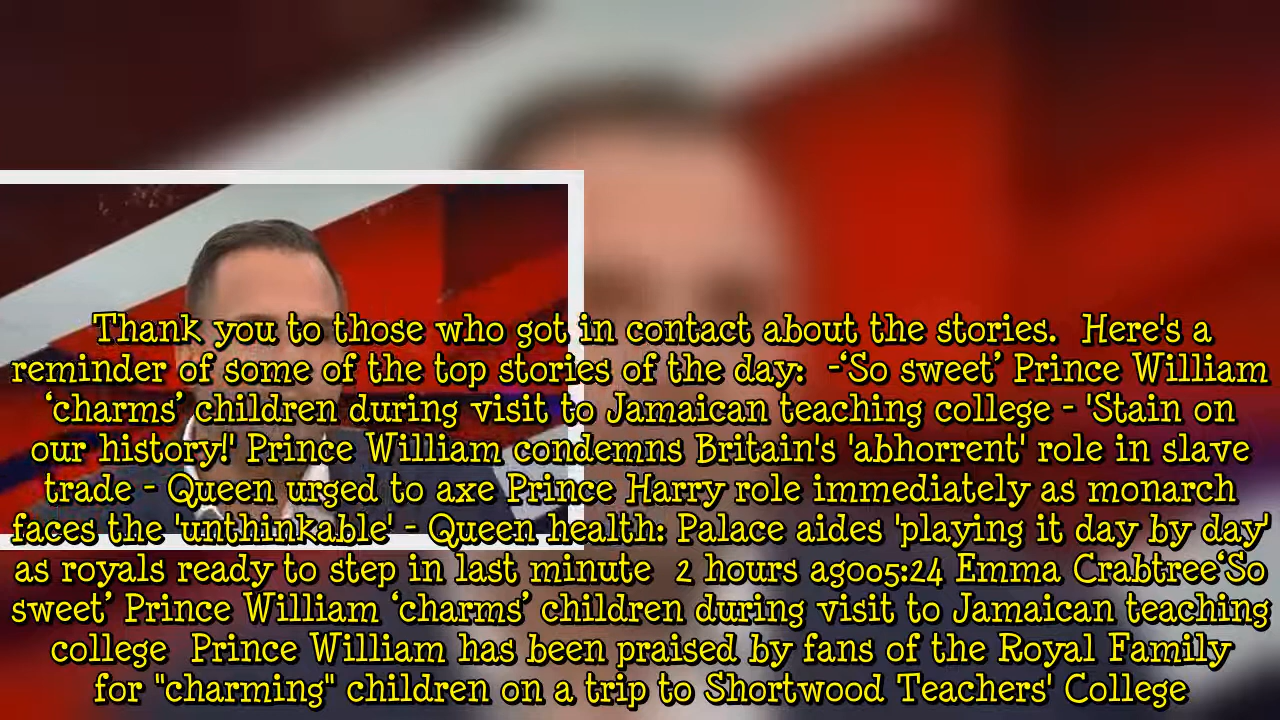 Thank you to those who got in contact about the stories.  Here's a
reminder of some of the top stories of the day:  -‘So sweet’ Prince William
‘charms’ children during visit to Jamaican teaching college - 'Stain on
our history!' Prince William condemns Britain's 'abhorrent' role in slave
trade - Queen urged to axe Prince Harry role immediately as monarch
faces the 'unthinkable' - Queen health: Palace aides 'playing it day by day'
as royals ready to step in last minute  2 hours ago05:24 Emma Crabtree‘So
sweet’ Prince William ‘charms’ children during visit to Jamaican teaching
college  Prince William has been praised by fans of the Royal Family
for "charming" children on a trip to Shortwood Teachers' College